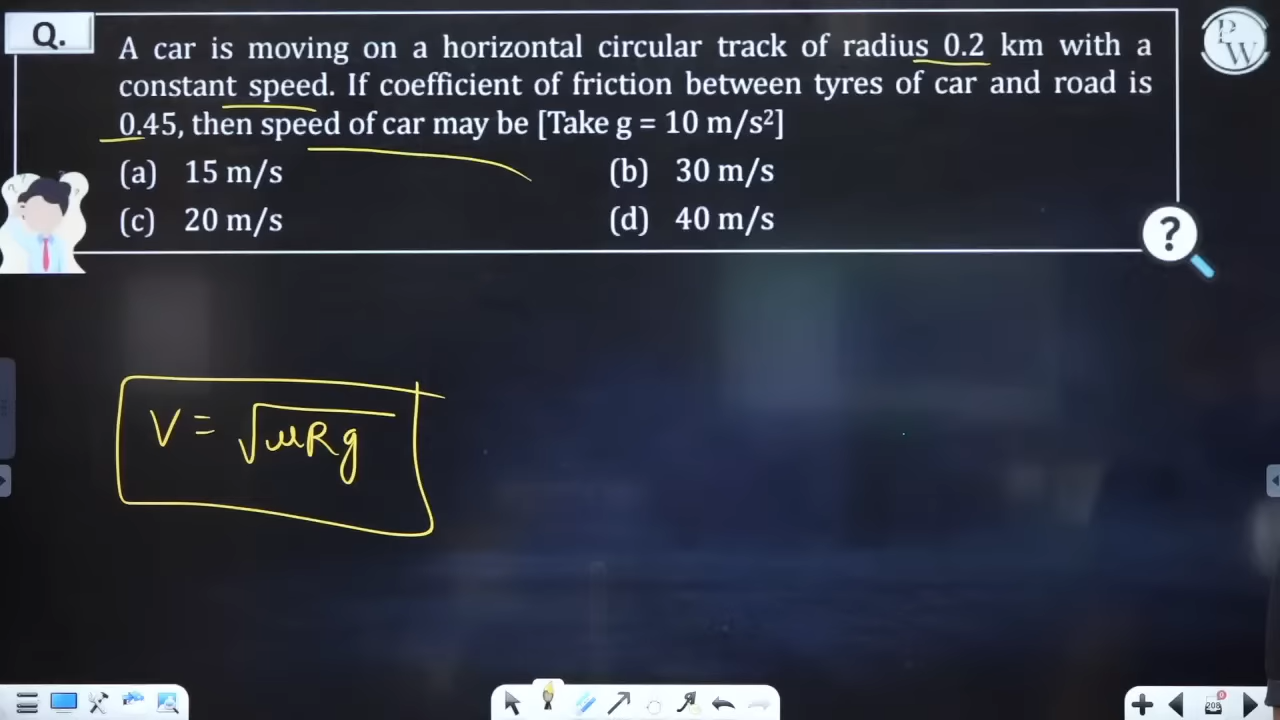 Q.
A car is moving on a horizontal circular track of radius 0.2 km with a
constant speed. If coefficient of friction between tyres of car and road is
0.45, then speed of car may be [Take g = 10 m/s²]
(a) 15 m/s (b) 30 m/s
(c) 20 m/s (d) 40 m/s
PW
?
V = √μRg
208